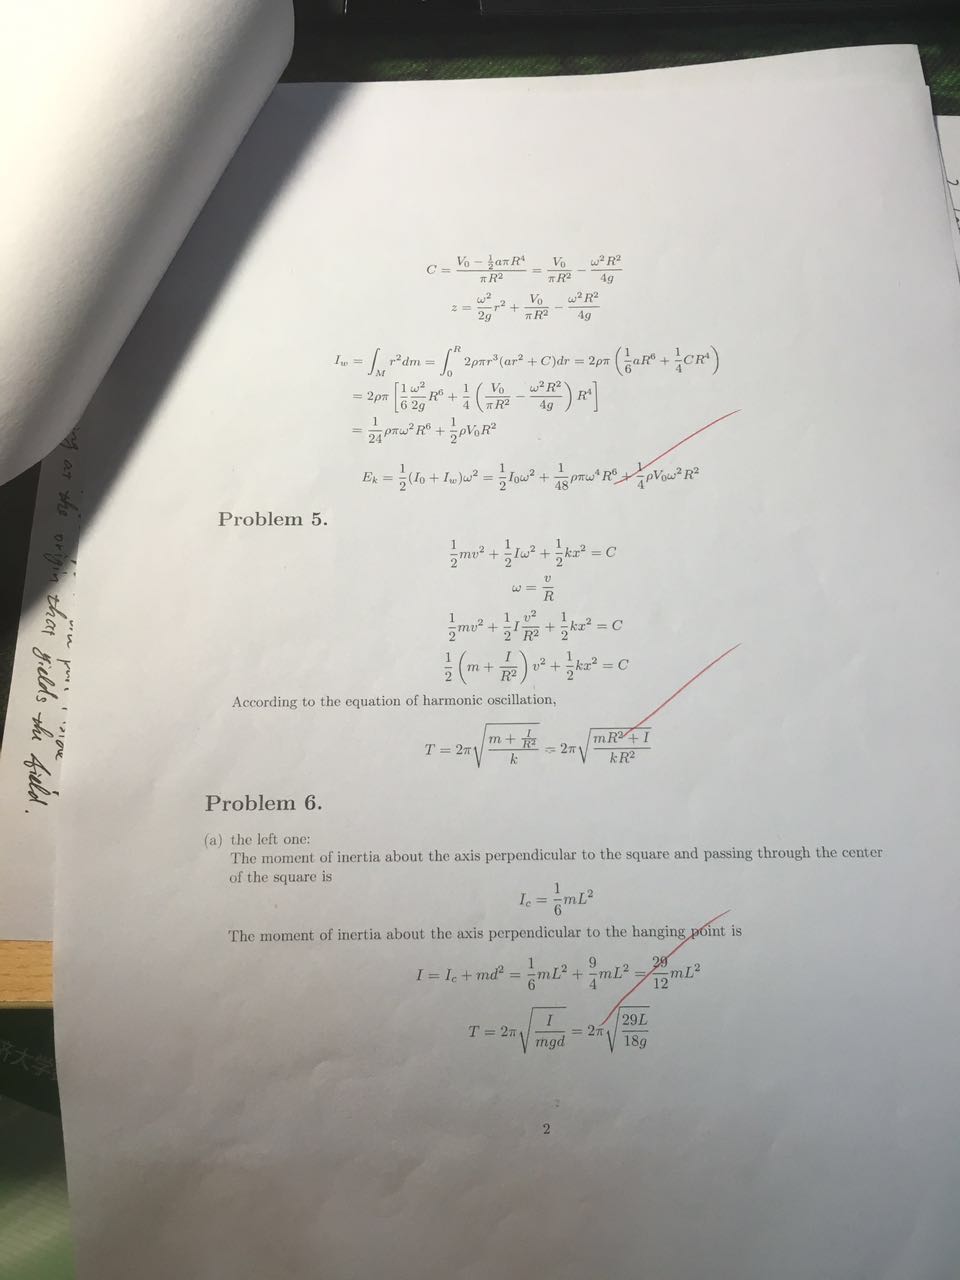 C = \frac{V_0 - \frac{1}{2}a\pi R^4}{\pi R^2} = \frac{V_0}{\pi R^2} - \frac{\omega^2 R^2}{4g}
z = \frac{\omega^2}{2g}r^2 + \frac{V_0}{\pi R^2} - \frac{\omega^2 R^2}{4g}
I_w = \int_M r^2 dm = \int_0^R 2\rho\pi r^3(ar^2 + C)dr = 2\rho\pi \left(\frac{1}{6}aR^6 + \frac{1}{4}CR^4\right)
= 2\rho\pi \left[\frac{1}{6}\frac{\omega^2}{2g}R^6 + \frac{1}{4}\left(\frac{V_0}{\pi R^2} - \frac{\omega^2 R^2}{4g}\right)R^4\right]
= \frac{1}{24}\rho\pi\omega^2 R^6 + \frac{1}{2}\rho V_0 R^2
E_k = \frac{1}{2}(I_0 + I_w)\omega^2 = \frac{1}{2}I_0\omega^2 + \frac{1}{48}\rho\pi\omega^4 R^6 + \frac{1}{4}\rho V_0\omega^2 R^2
Problem 5.
\frac{1}{2}mv^2 + \frac{1}{2}I\omega^2 + \frac{1}{2}kx^2 = C
\omega = \frac{v}{R}
\frac{1}{2}mv^2 + \frac{1}{2}I\frac{v^2}{R^2} + \frac{1}{2}kx^2 = C
\frac{1}{2}\left(m + \frac{I}{R^2}\right)v^2 + \frac{1}{2}kx^2 = C
According to the equation of harmonic oscillation,
T = 2\pi\sqrt{\frac{m + \frac{I}{R^2}}{k}} = 2\pi\sqrt{\frac{mR^2 + I}{kR^2}}
Problem 6.
(a) the left one:
The moment of inertia about the axis perpendicular to the square and passing through the center
of the square is
I_c = \frac{1}{6}mL^2
The moment of inertia about the axis perpendicular to the hanging point is
I = I_c + md^2 = \frac{1}{6}mL^2 + \frac{9}{4}mL^2 = \frac{29}{12}mL^2
T = 2\pi\sqrt{\frac{I}{mgd}} = 2\pi\sqrt{\frac{29L}{18g}}
2
at the origin that yields the field.
大学